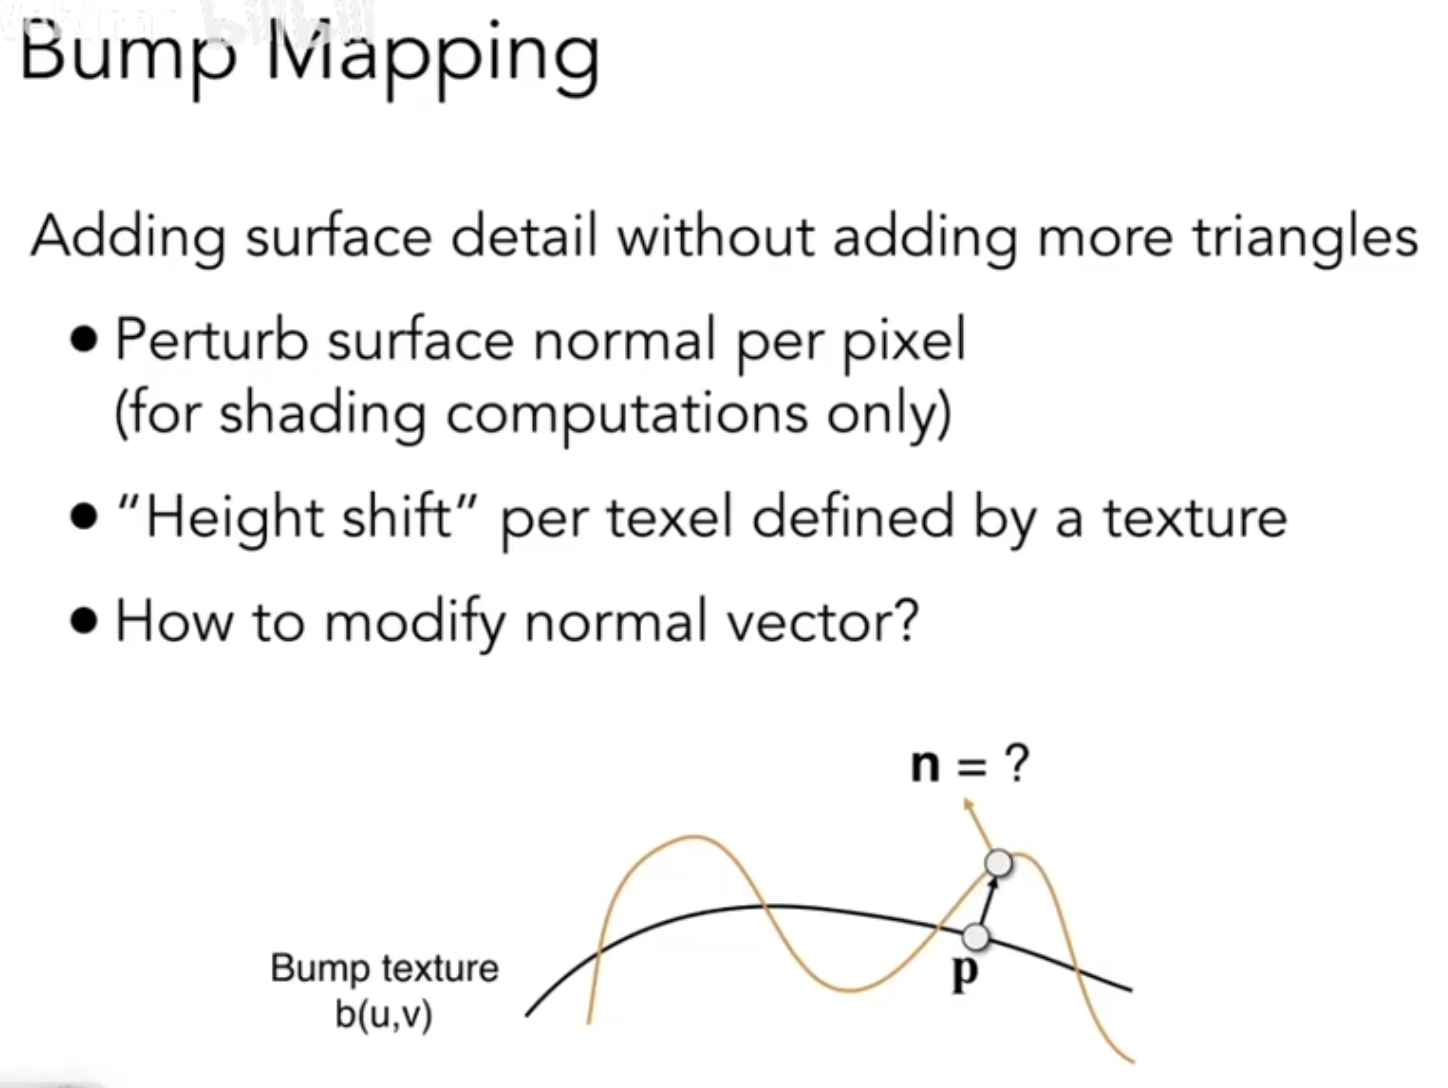 Bump Mapping
Adding surface detail without adding more triangles
• Perturb surface normal per pixel
(for shading computations only)
• “Height shift” per texel defined by a texture
• How to modify normal vector?
n = ?
p
Bump texture
b(u,v)